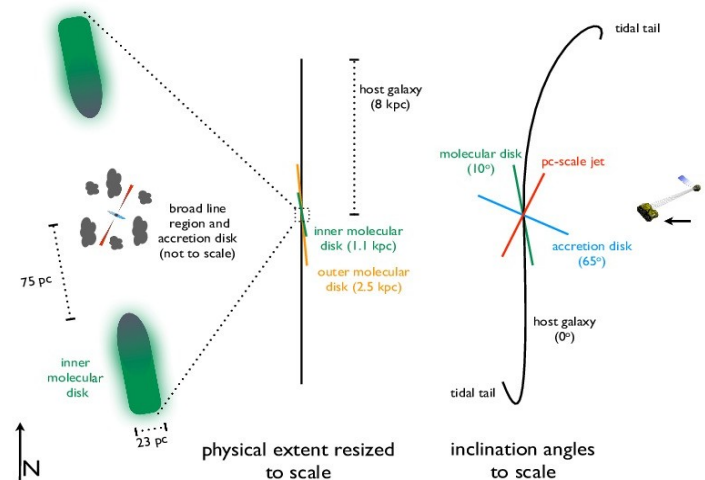 tidal tail
host galaxy
(8 kpc)
molecular disk
(10°)
pc-scale jet
broad line
region and
accretion disk
(not to scale)
inner molecular
disk (1.1 kpc)
outer molecular
disk (2.5 kpc)
accretion disk
(65°)
75 pc
host galaxy
(0°)
inner
molecular
disk
tidal tail
23 pc
N
physical extent resized
to scale
inclination angles
to scale